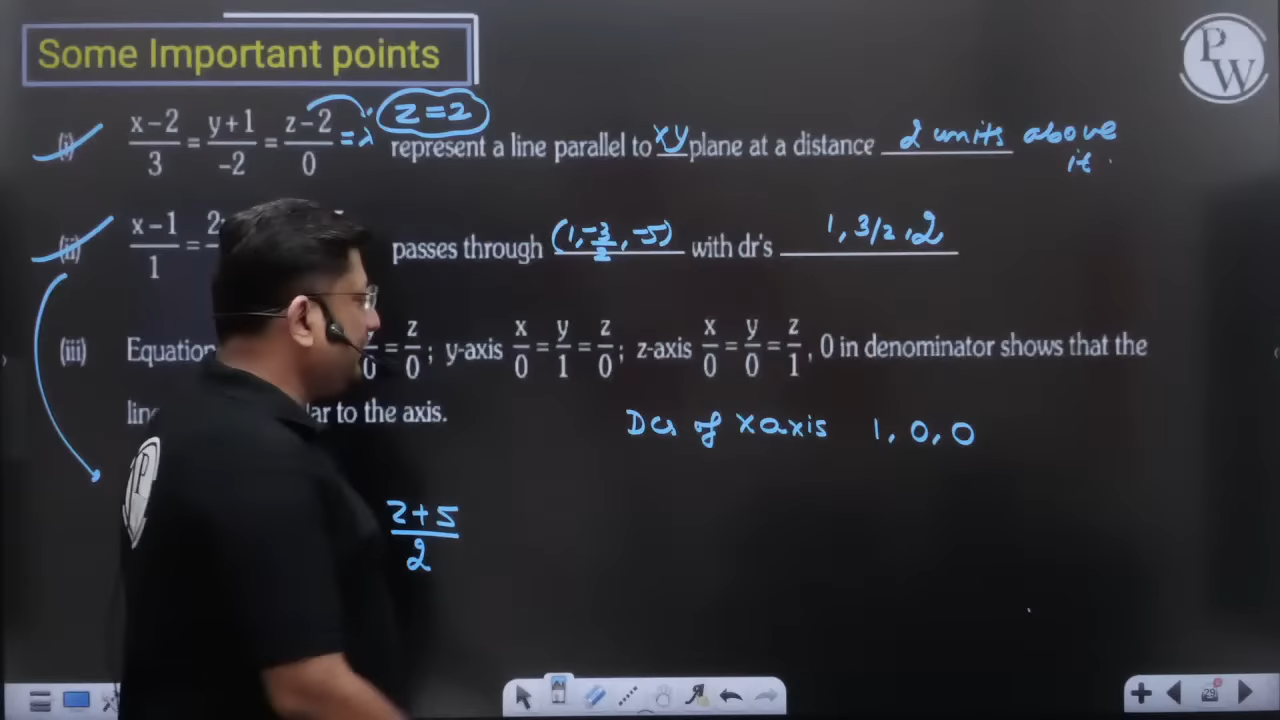 Some Important points
PW
(i) x-2/3 = y+1/-2 = z-2/0 = λ z=2 represent a line parallel to xy plane at a distance 2 units above it.
(ii) x-1/1 = 2 passes through (1, -3/2, -5) with dr's 1, 3/2, 2
(iii) Equation 0 = z/0 ; y-axis x/0 = y/1 = z/0 ; z-axis x/0 = y/0 = z/1 , 0 in denominator shows that the
lar to the axis.
Dcs of x axis 1, 0, 0
z+5/2
29